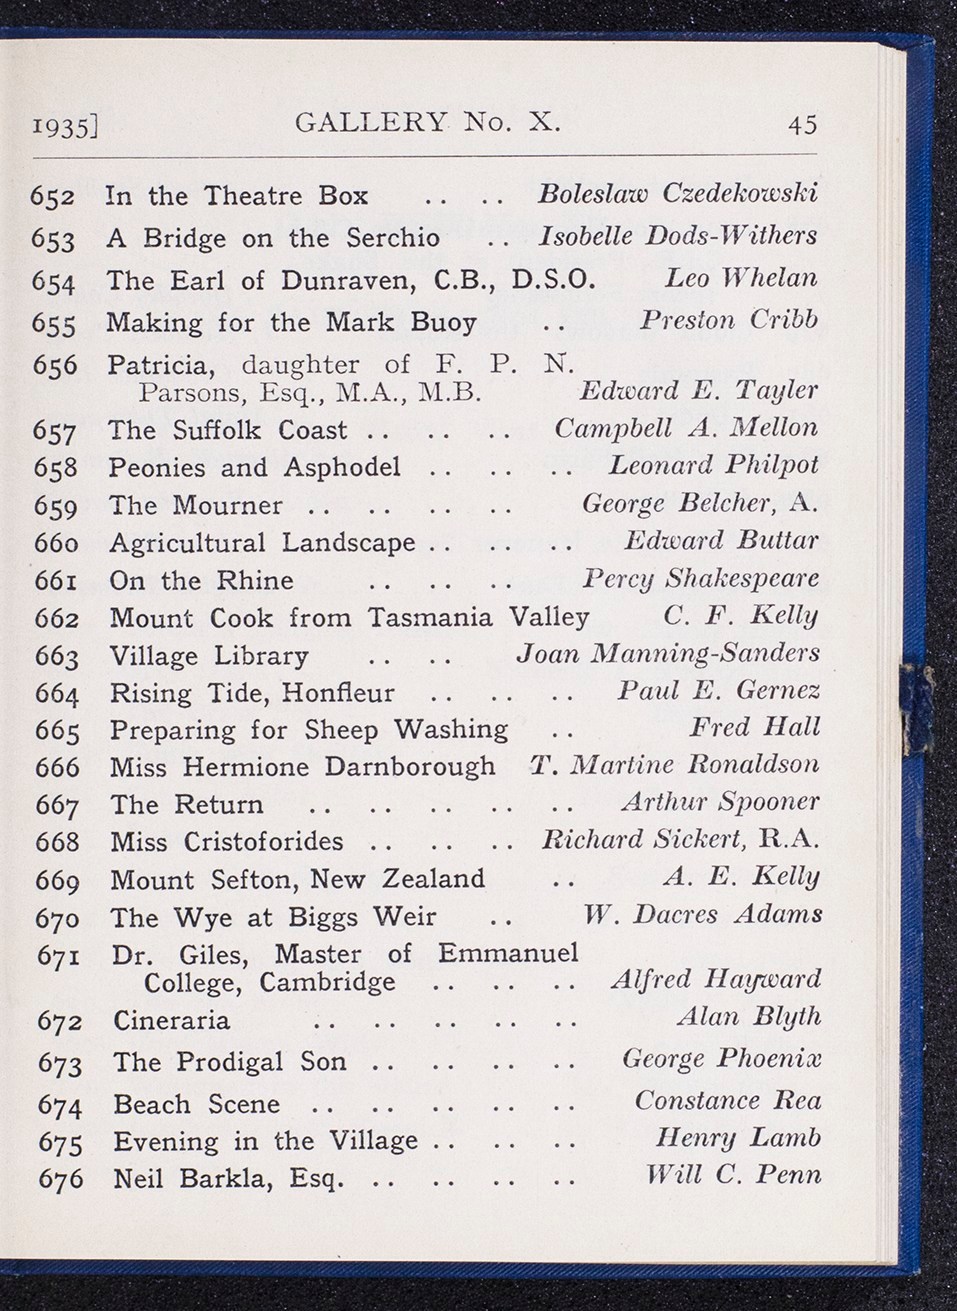 1935] GALLERY No. X. 45
652 In the Theatre Box .. .. Boleslaw Czedekowski
653 A Bridge on the Serchio .. Isobelle Dods-Withers
654 The Earl of Dunraven, C.B., D.S.O. Leo Whelan
655 Making for the Mark Buoy .. Preston Cribb
656 Patricia, daughter of F. P. N.
Parsons, Esq., M.A., M.B. Edward E. Tayler
657 The Suffolk Coast .. .. .. Campbell A. Mellon
658 Peonies and Asphodel .. .. .. Leonard Philpot
659 The Mourner .. .. .. .. George Belcher, A.
660 Agricultural Landscape .. .. .. Edward Buttar
661 On the Rhine .. .. .. Percy Shakespeare
662 Mount Cook from Tasmania Valley C. F. Kelly
663 Village Library .. .. Joan Manning-Sanders
664 Rising Tide, Honfleur .. .. .. Paul E. Gernez
665 Preparing for Sheep Washing .. Fred Hall
666 Miss Hermione Darnborough T. Martine Ronaldson
667 The Return .. .. .. .. .. Arthur Spooner
668 Miss Cristoforides .. .. .. Richard Sickert, R.A.
669 Mount Sefton, New Zealand .. A. E. Kelly
670 The Wye at Biggs Weir .. W. Dacres Adams
671 Dr. Giles, Master of Emmanuel
College, Cambridge .. .. .. Alfred Hayward
672 Cineraria .. .. .. .. .. Alan Blyth
673 The Prodigal Son .. .. .. .. George Phoenix
674 Beach Scene .. .. .. .. .. Constance Rea
675 Evening in the Village .. .. .. Henry Lamb
676 Neil Barkla, Esq. .. .. .. .. Will C. Penn